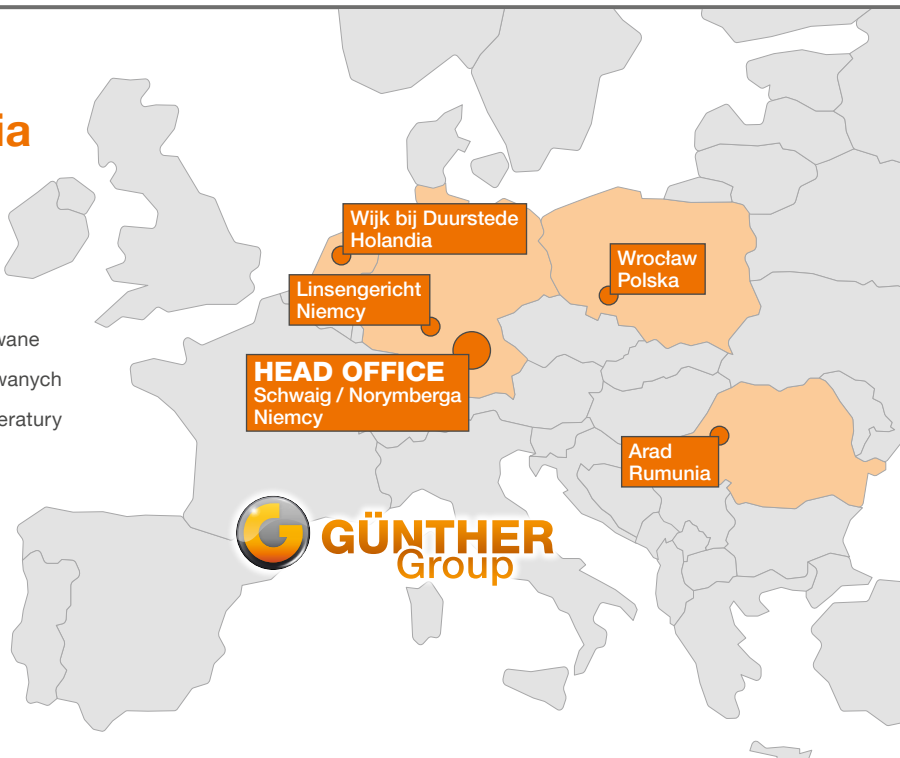 ia
wane
wanych
eratury
Wijk bij Duurstede
Holandia
Linsengericht
Niemcy
HEAD OFFICE
Schwaig / Norymberga
Niemcy
Wrocław
Polska
Arad
Rumunia
G GÜNTHER
Group